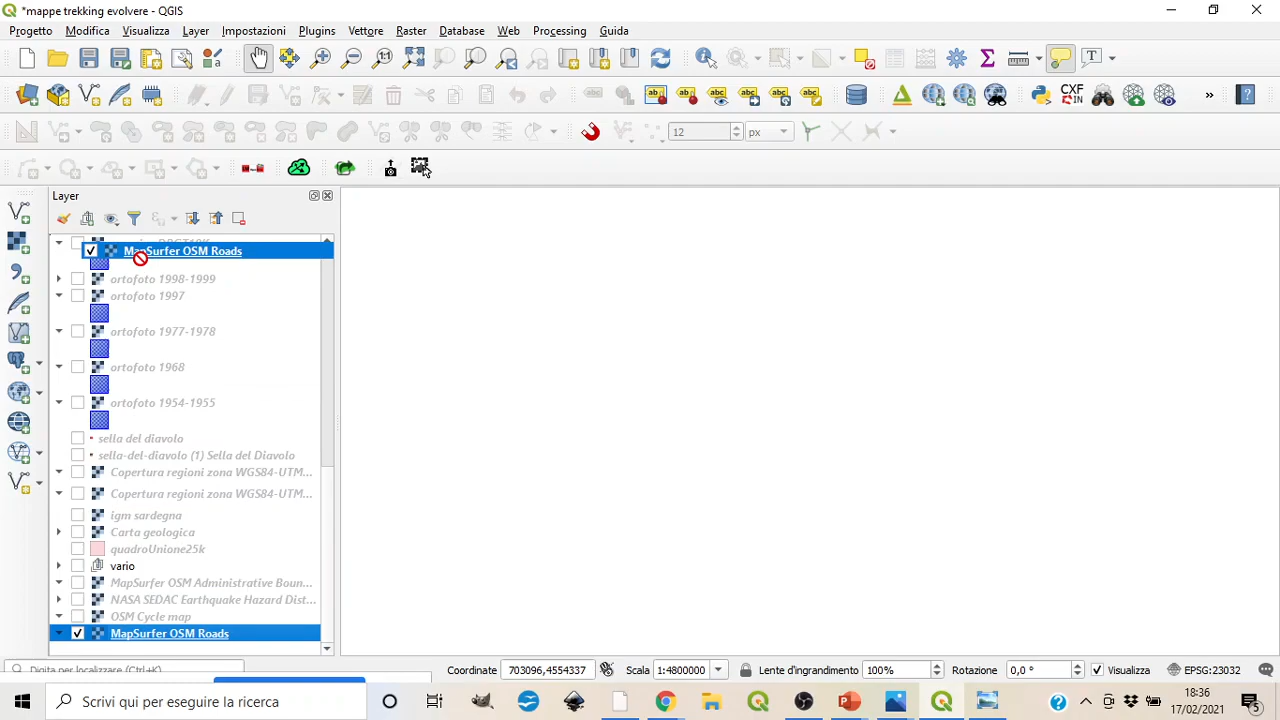 *mappe trekking evolvere - QGIS
Progetto Modifica Visualizza Layer Impostazioni Plugins Vettore Raster Database Web Processing Guida
12 px
Layer
MapSurfer OSM Roads
ortofoto 1998-1999
ortofoto 1997
ortofoto 1977-1978
ortofoto 1968
ortofoto 1954-1955
sella del diavolo
sella-del-diavolo (1) Sella del Diavolo
Copertura regioni zona WGS84-UTM...
Copertura regioni zona WGS84-UTM...
igm sardegna
Carta geologica
quadroUnione25k
vario
MapSurfer OSM Administrative Boun...
NASA SEDAC Earthquake Hazard Dist...
OSM Cycle map
MapSurfer OSM Roads
Digita per localizzare (Ctrl+K) Coordinate 703096,4554337 Scala 1:4800000 Lente d'ingrandimento 100% Rotazione 0,0 ° Visualizza EPSG:23032
Scrivi qui per eseguire la ricerca
18:36
17/02/2021
5